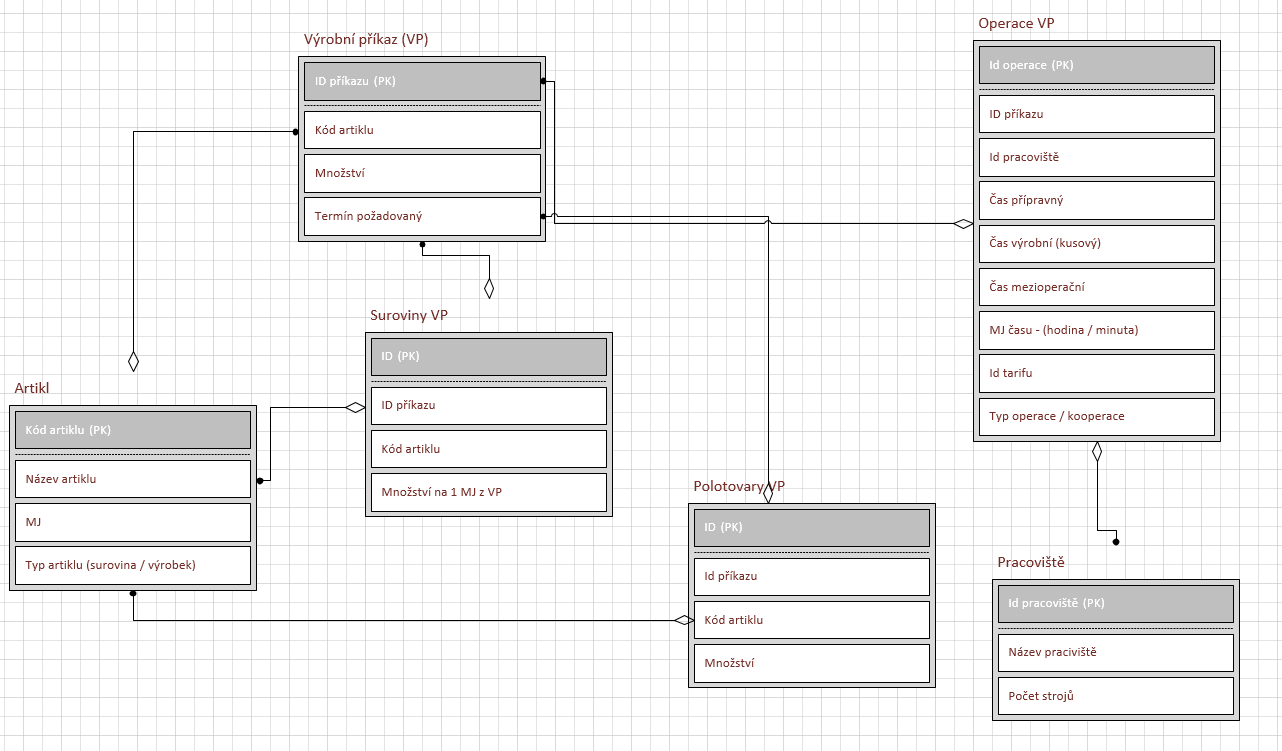 Výrobní příkaz (VP)
ID příkazu (PK)
Kód artiklu
Množství
Termín požadovaný
Operace VP
Id operace (PK)
ID příkazu
Id pracoviště
Čas přípravný
Čas výrobní (kusový)
Čas mezioperační
MJ času - (hodina / minuta)
Id tarifu
Typ operace / kooperace
Suroviny VP
ID (PK)
ID příkazu
Kód artiklu
Množství na 1 MJ z VP
Artikl
Kód artiklu (PK)
Název artiklu
MJ
Typ artiklu (surovina / výrobek)
Polotovary VP
ID (PK)
Id příkazu
Kód artiklu
Množství
Pracoviště
Id pracoviště (PK)
Název praciviště
Počet strojů